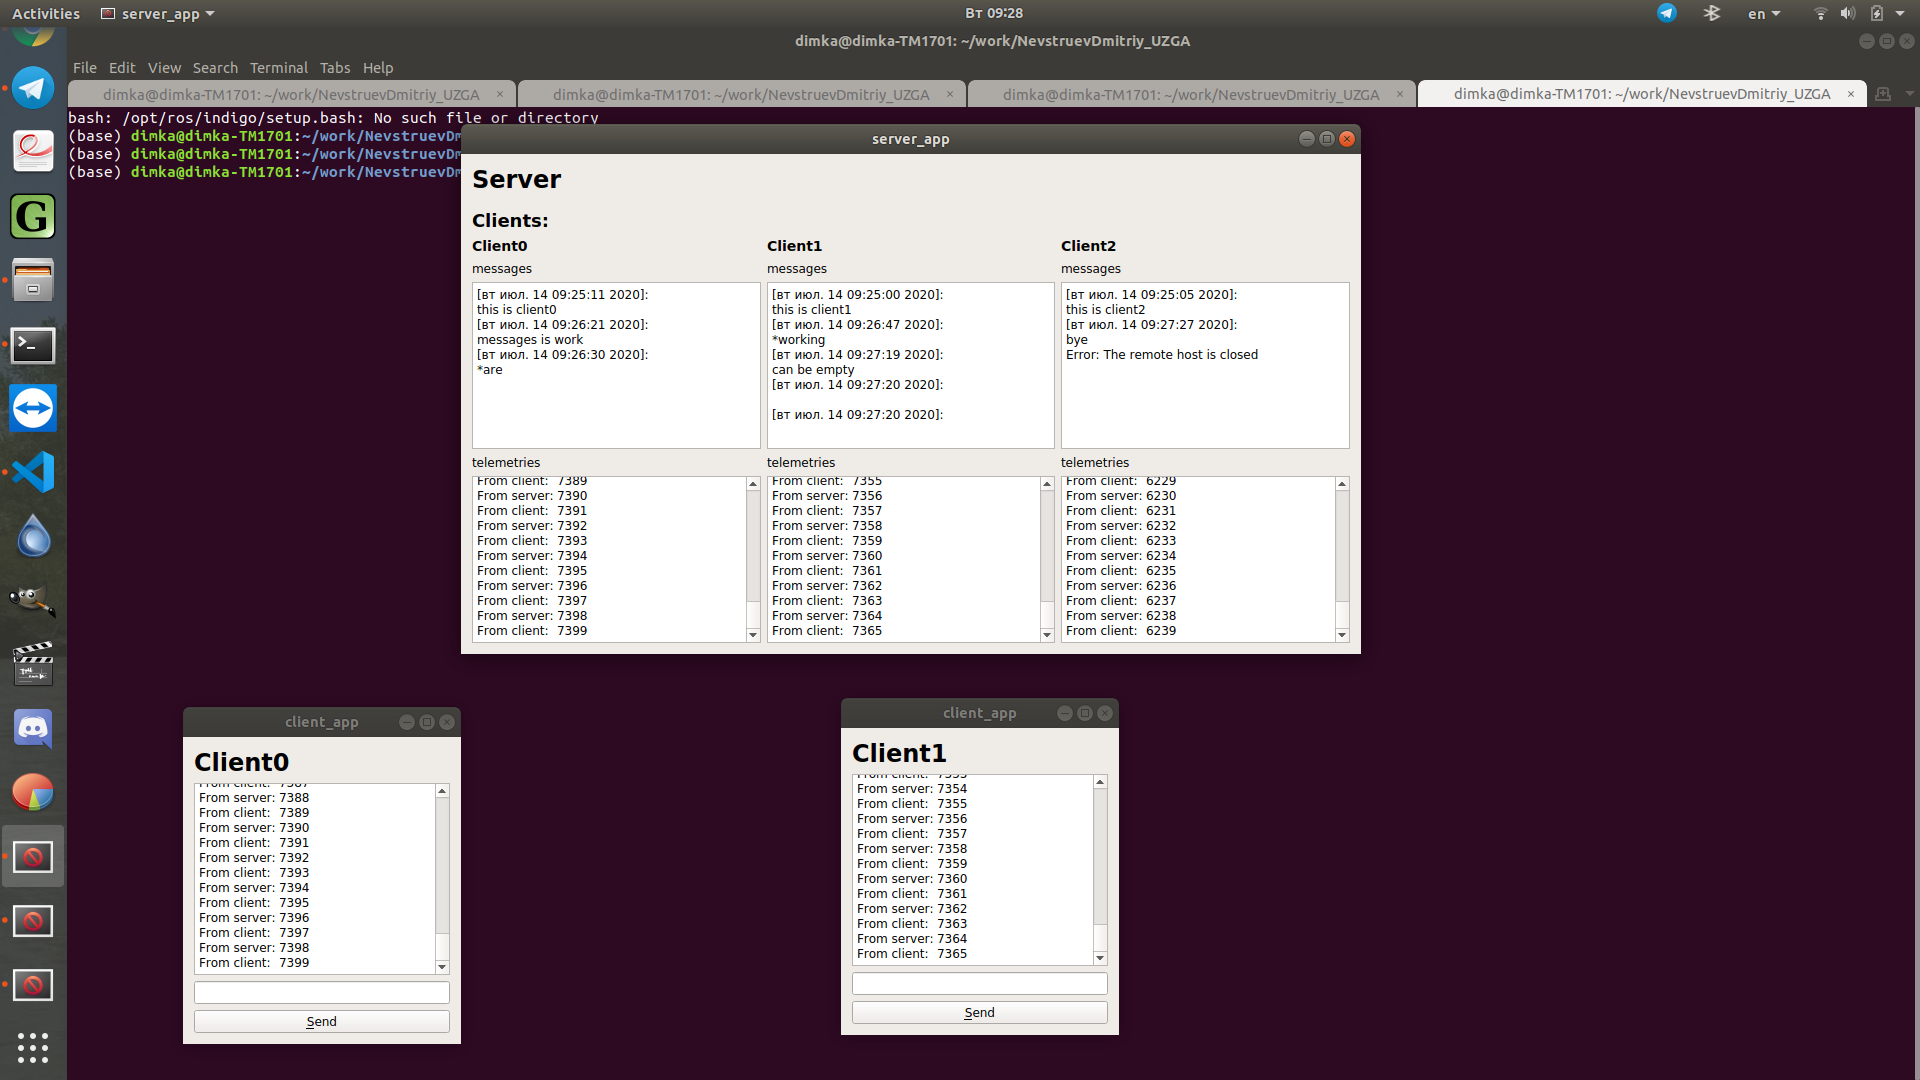 Activities server_app Вт 09:28 en
dimka@dimka-TM1701: ~/work/NevstruevDmitriy_UZGA
File Edit View Search Terminal Tabs Help
dimka@dimka-TM1701: ~/work/NevstruevDmitriy_UZGA × dimka@dimka-TM1701: ~/work/NevstruevDmitriy_UZGA × dimka@dimka-TM1701: ~/work/NevstruevDmitriy_UZGA × dimka@dimka-TM1701: ~/work/NevstruevDmitriy_UZGA ×
bash: /opt/ros/indigo/setup.bash: No such file or directory
(base) dimka@dimka-TM1701:~/work/NevstruevDm
(base) dimka@dimka-TM1701:~/work/NevstruevDm
(base) dimka@dimka-TM1701:~/work/NevstruevDm
server_app
Server
Clients:
Client0
messages
[вт июл. 14 09:25:11 2020]:
this is client0
[вт июл. 14 09:26:21 2020]:
messages is work
[вт июл. 14 09:26:30 2020]:
*are
telemetries
From client: 7389
From server: 7390
From client: 7391
From server: 7392
From client: 7393
From server: 7394
From client: 7395
From server: 7396
From client: 7397
From server: 7398
From client: 7399
Client1
messages
[вт июл. 14 09:25:00 2020]:
this is client1
[вт июл. 14 09:26:47 2020]:
*working
[вт июл. 14 09:27:19 2020]:
can be empty
[вт июл. 14 09:27:20 2020]:
[вт июл. 14 09:27:20 2020]:
telemetries
From client: 7355
From server: 7356
From client: 7357
From server: 7358
From client: 7359
From server: 7360
From client: 7361
From server: 7362
From client: 7363
From server: 7364
From client: 7365
Client2
messages
[вт июл. 14 09:25:05 2020]:
this is client2
[вт июл. 14 09:27:27 2020]:
bye
Error: The remote host is closed
telemetries
From client: 6229
From server: 6230
From client: 6231
From server: 6232
From client: 6233
From server: 6234
From client: 6235
From server: 6236
From client: 6237
From server: 6238
From client: 6239
client_app
Client0
From client: 7387
From server: 7388
From client: 7389
From server: 7390
From client: 7391
From server: 7392
From client: 7393
From server: 7394
From client: 7395
From server: 7396
From client: 7397
From server: 7398
From client: 7399
Send
client_app
Client1
From client: 7353
From server: 7354
From client: 7355
From server: 7356
From client: 7357
From server: 7358
From client: 7359
From server: 7360
From client: 7361
From server: 7362
From client: 7363
From server: 7364
From client: 7365
Send